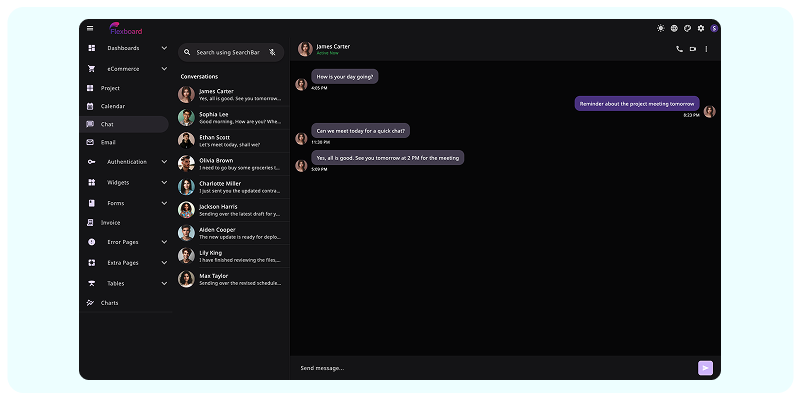 Flexboard
S
Dashboards
eCommerce
Project
Calendar
Chat
Email
Authentication
Widgets
Forms
Invoice
Error Pages
Extra Pages
Tables
Charts
Search using SearchBar
Conversations
James Carter
Yes, all is good. See you tomorrow...
Sophia Lee
Good morning, How are you? Whe...
Ethan Scott
Let's meet today, shall we?
Olivia Brown
I need to go buy some groceries t...
Charlotte Miller
I just sent you the updated contra...
Jackson Harris
Sending over the latest draft for y...
Aiden Cooper
The new update is ready for deplo...
Lily King
I have finished reviewing the files,...
Max Taylor
Sending over the revised schedule...
James Carter
Active Now
How is your day going?
4:05 PM
Reminder about the project meeting tomorrow
8:23 PM
Can we meet today for a quick chat?
11:30 PM
Yes, all is good. See you tomorrow at 2 PM for the meeting
5:09 PM
Send message...